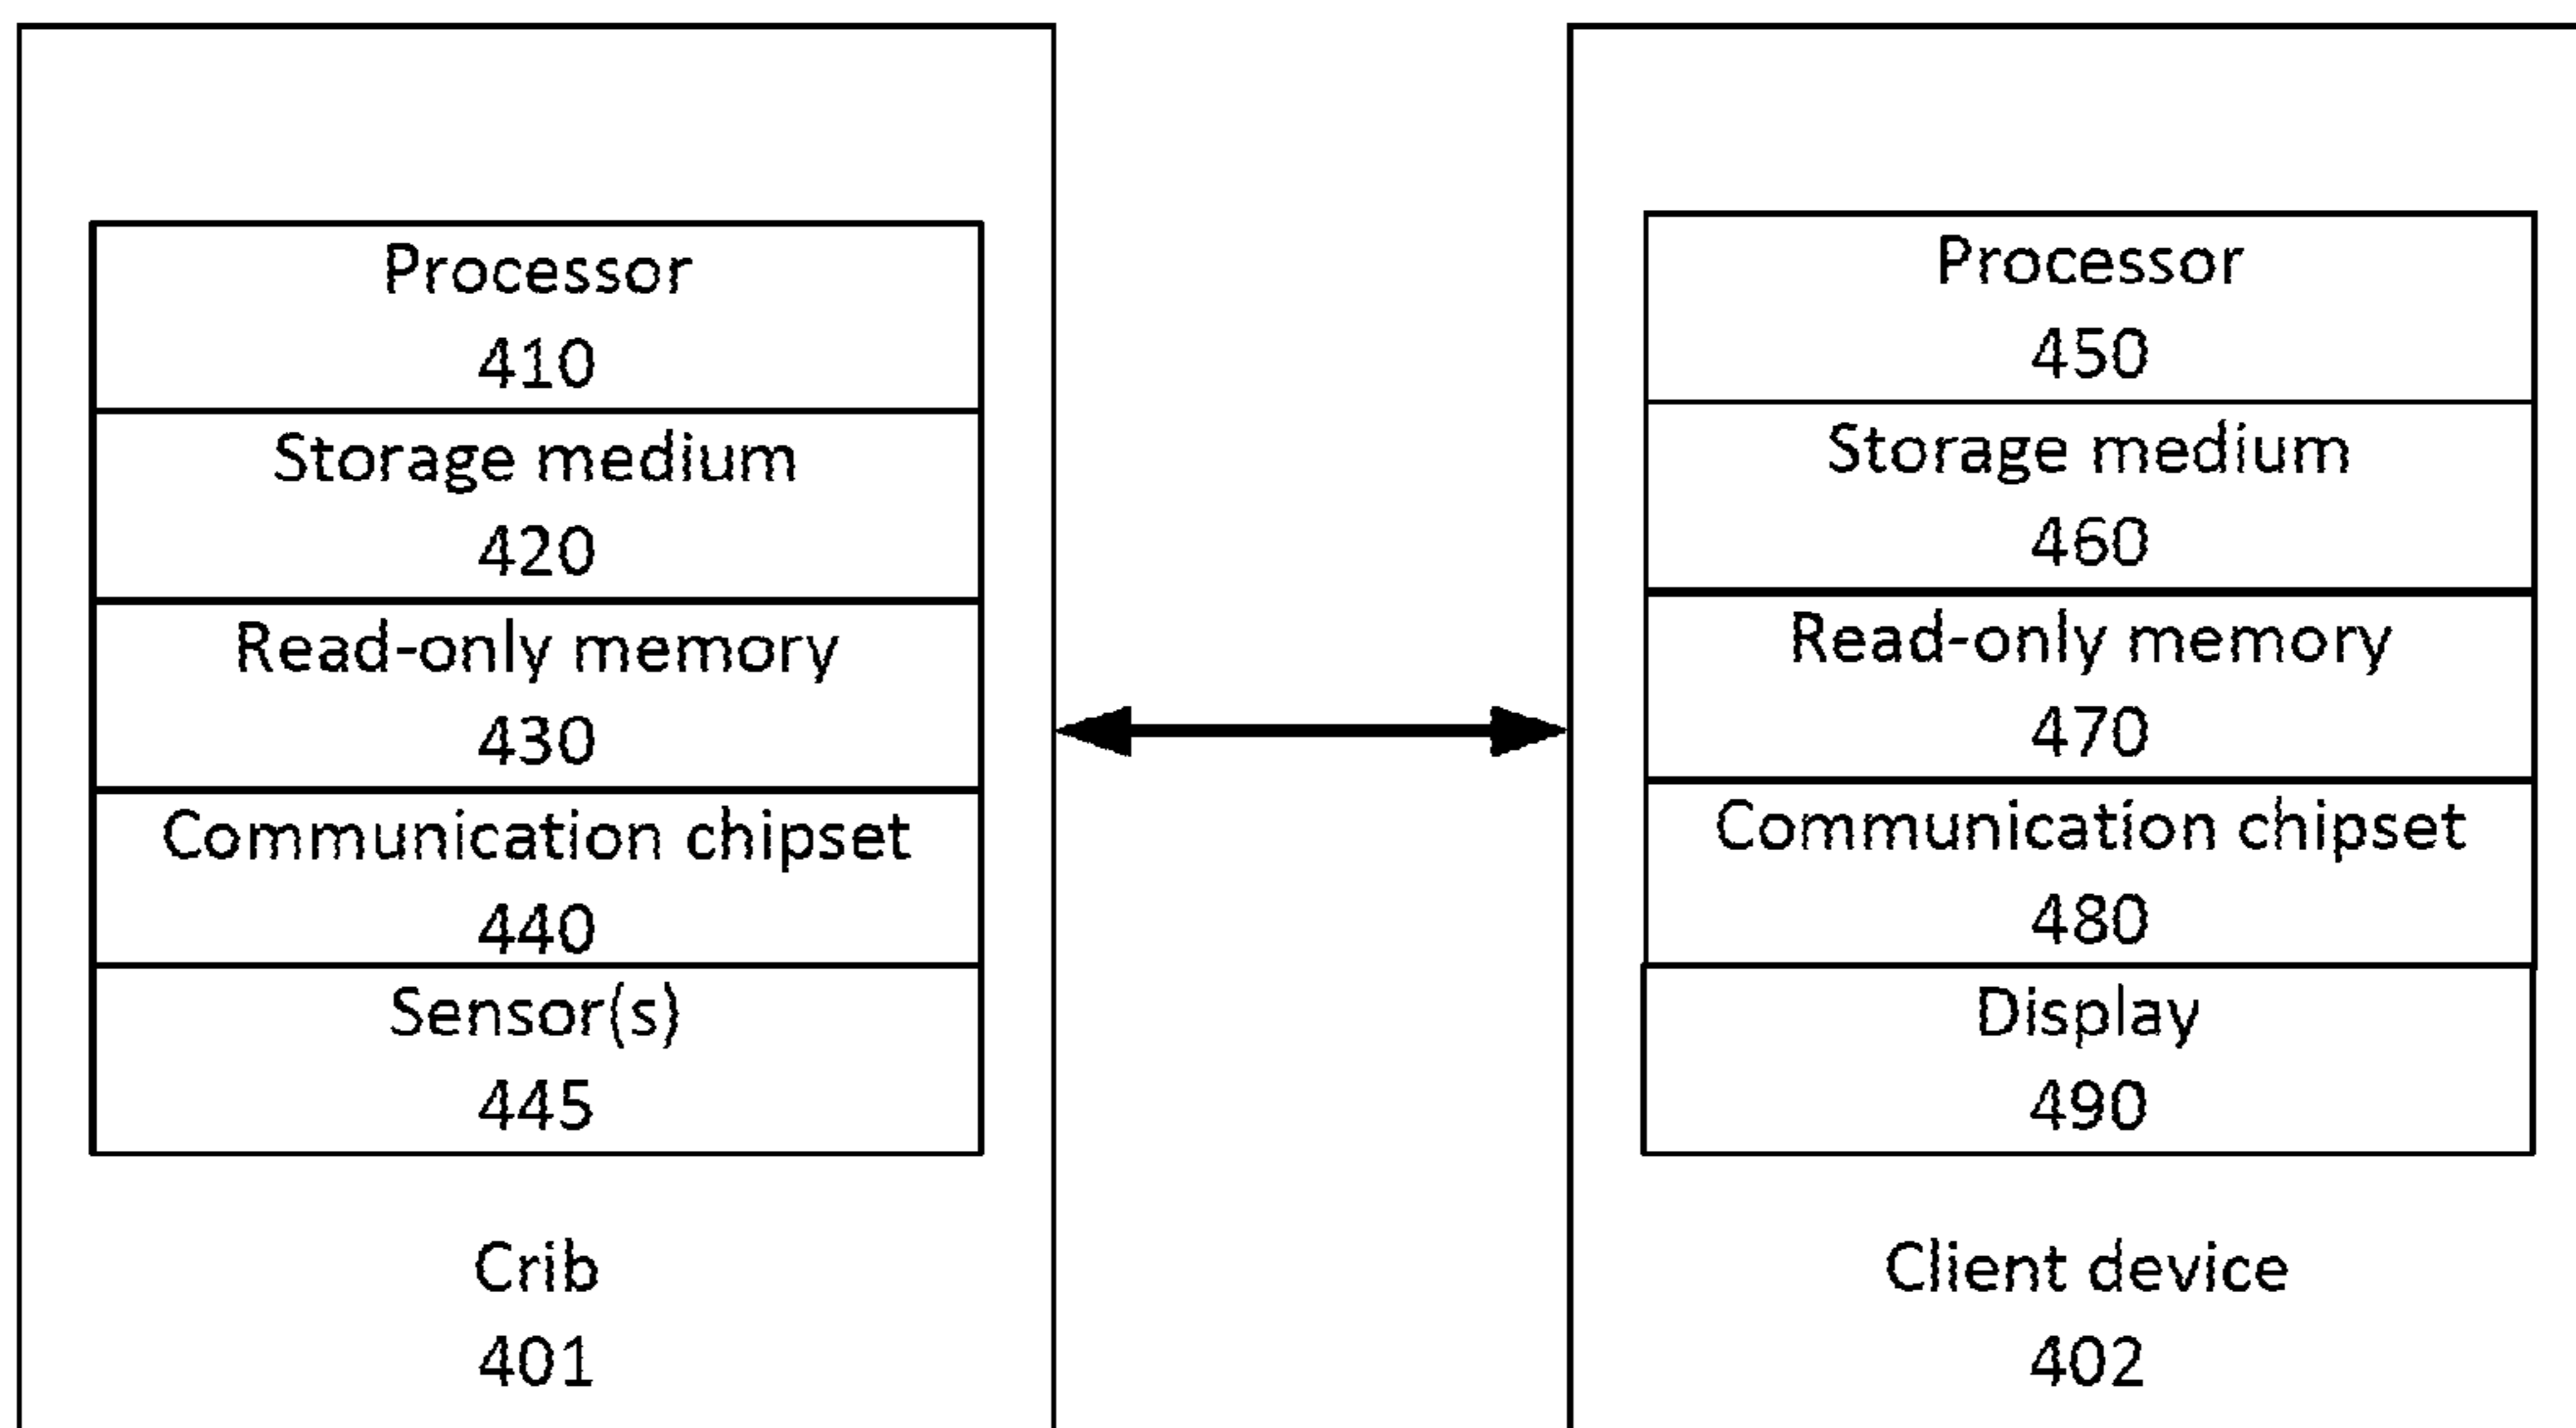 Processor
410
Storage medium
420
Read-only memory
430
Communication chipset
440
Sensor(s)
445
Crib
401
Processor
450
Storage medium
460
Read-only memory
470
Communication chipset
480
Display
490
Client device
402